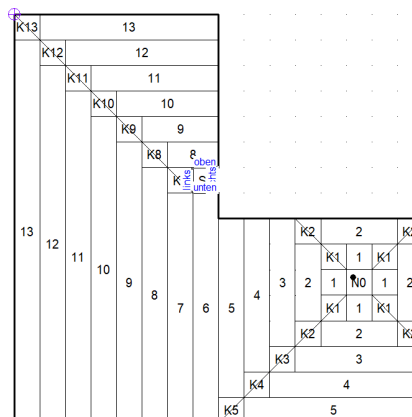 K13 13
K12 12
K11 11
K10 10
K9 9
K8 8
oben
links
unten
13 12 11 10 9 8 7 6 5 4 3 2
K2 2
K1 1 K1
1 N0 1 2
K1 1 K1
K2 2
K3 3
K4 4
K5 5